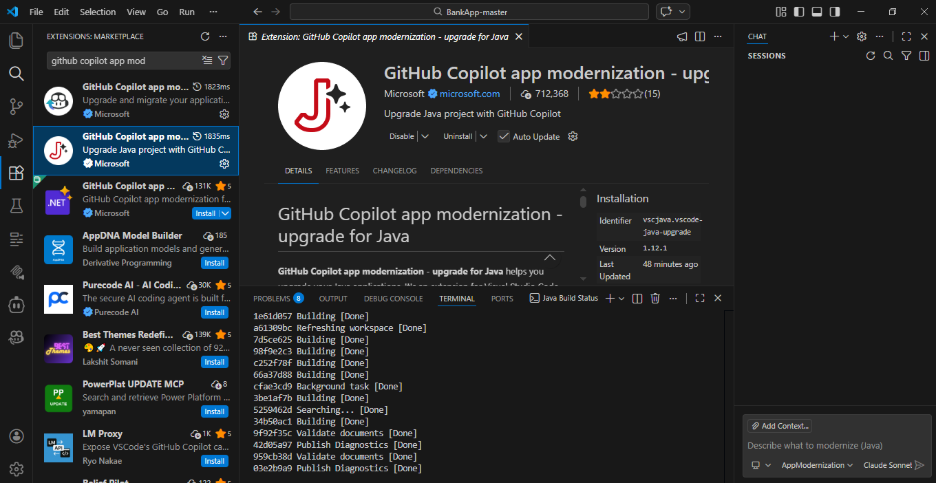 File Edit Selection View Go Run ···
BankApp-master
EXTENSIONS: MARKETPLACE
github copilot app mod
GitHub Copilot app mo... 1823ms
Upgrade and migrate your applicati...
Microsoft
GitHub Copilot app mo... 1835ms
Upgrade Java project with GitHub C...
Microsoft
GitHub Copilot app ... 131K 5
.NET
GitHub Copilot app modernization f...
Microsoft Install
AppDNA Model Builder 185
Build application models and gener...
Derivative Programming Install
Purecode AI - AI Codi... 30K 5
The secure AI coding agent is built f...
Purecode AI Install
Best Themes Redefi... 139K 5
A never seen collection of 92...
Lakshit Somani Install
PowerPlat UPDATE MCP 8
PP
UPDATE
Search and retrieve Power Platform ...
yamapan Install
LM Proxy 1K 5
LM
API
Expose VSCode's GitHub Copilot ca...
Ryo Nakae Install
Extension: GitHub Copilot app modernization - upgrade for Java
GitHub Copilot app modernization - upg
Microsoft microsoft.com 712,368 (15)
Upgrade Java project with GitHub Copilot
Disable Uninstall Auto Update
DETAILS FEATURES CHANGELOG DEPENDENCIES
GitHub Copilot app modernization -
upgrade for Java
GitHub Copilot app modernization - upgrade for Java helps you
Installation
Identifier vscjava.vscode-
java-upgrade
Version 1.12.1
Last 48 minutes ago
Updated
PROBLEMS 8 OUTPUT DEBUG CONSOLE TERMINAL PORTS Java Build Status
1e61d057 Building [Done]
a61309bc Refreshing workspace [Done]
7d5ce625 Building [Done]
98f9e2c3 Building [Done]
c252f78f Building [Done]
66a37d88 Building [Done]
cfae3cd9 Background task [Done]
3be1af7b Building [Done]
5259462d Searching... [Done]
34b50ac1 Building [Done]
9f92f35c Validate documents [Done]
42d05a97 Publish Diagnostics [Done]
959cb38d Validate documents [Done]
03e2b9a9 Publish Diagnostics [Done]
CHAT
SESSIONS
Add Context...
Describe what to modernize (Java)
AppModernization Claude Sonnet